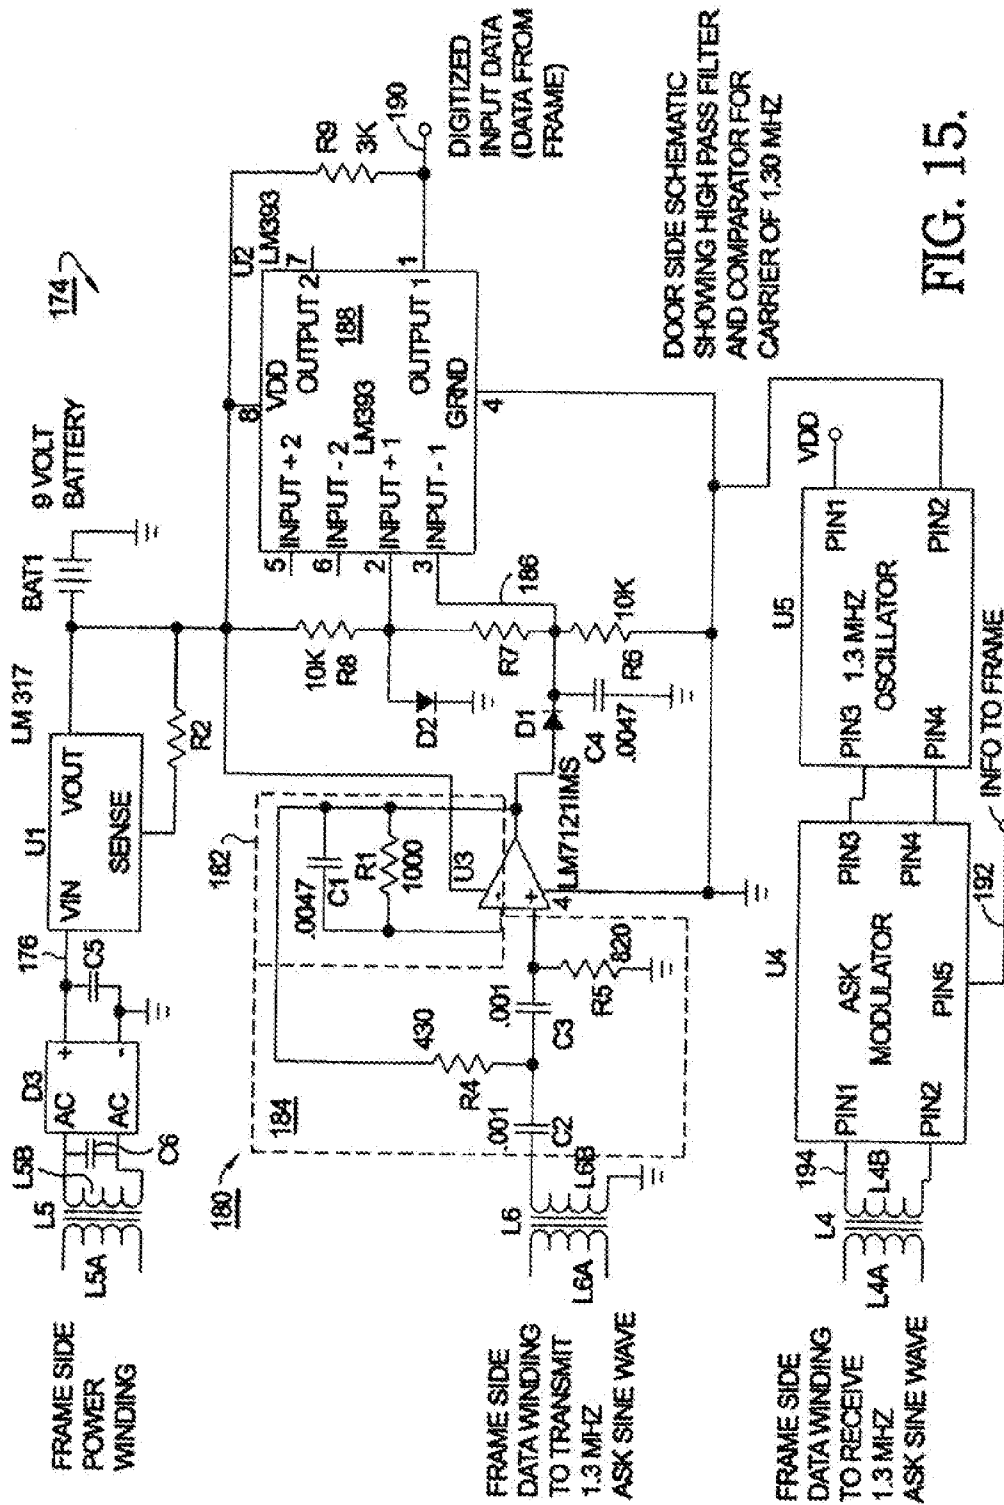 174
9 VOLT
BATTERY
BAT1
LM 317
U1
VIN
VOUT
SENSE
R2
176
D3
AC
AC
+
-
C5
C6
L5
L5A
L5B
FRAME SIDE
POWER
WINDING
180
182
184
.0047
C1
R1
1000
U3
-
+
4
LM7121IMS
430
R4
.001
C2
.001
C3
R5
820
L6
L6A
L6B
FRAME SIDE
DATA WINDING
TO TRANSMIT
1.3 MHZ
ASK SINE WAVE
10K
R8
D2
R7
D1
C4
.0047
10K
R6
186
U2
LM393
8
VDD
5
INPUT + 2
6
INPUT - 2
2
INPUT + 1
3
INPUT - 1
LM393
188
OUTPUT 2
7
OUTPUT 1
1
GRND
4
R9
3K
190
DIGITIZED
INPUT DATA
(DATA FROM
FRAME)
FRAME SIDE
DATA WINDING
TO RECEIVE
1.3 MHZ
ASK SINE WAVE
L4
L4A
L4B
194
U4
PIN1
PIN2
ASK
MODULATOR
PIN3
PIN4
PIN5
192
INFO TO FRAME
U5
PIN3
PIN4
1.3 MHZ
OSCILLATOR
PIN1
PIN2
VDD
DOOR SIDE SCHEMATIC
SHOWING HIGH PASS FILTER
AND COMPARATOR FOR
CARRIER OF 1.30 MHZ
FIG. 15.